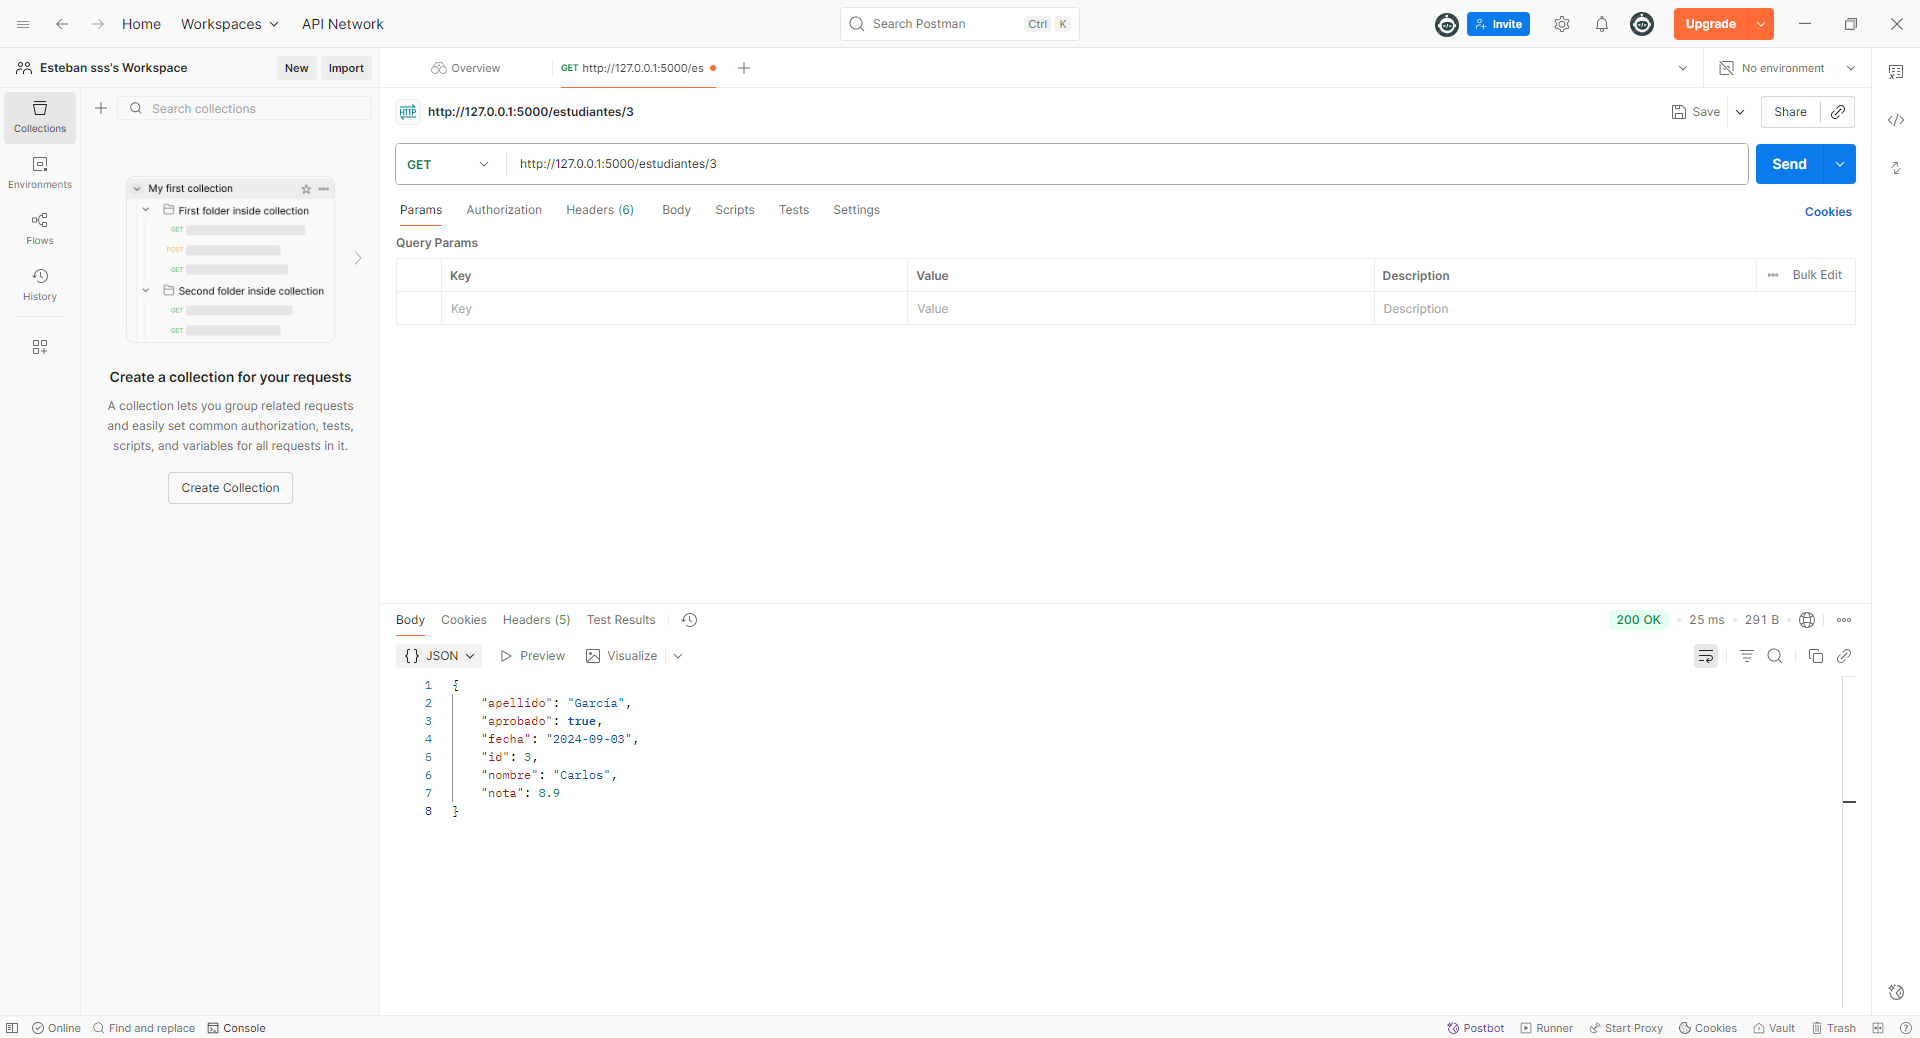 Home
Workspaces
API Network
Search Postman
Ctrl K
Invite
Upgrade
Esteban sss's Workspace
New
Import
Overview
GET http://127.0.0.1:5000/es
No environment
Collections
Search collections
http://127.0.0.1:5000/estudiantes/3
Save
Share
Environments
GET
http://127.0.0.1:5000/estudiantes/3
Send
Flows
History
My first collection
First folder inside collection
GET
POST
GET
Second folder inside collection
GET
GET
Create a collection for your requests
A collection lets you group related requests
and easily set common authorization, tests,
scripts, and variables for all requests in it.
Create Collection
Params
Authorization
Headers (6)
Body
Scripts
Tests
Settings
Cookies
Query Params
Key
Value
Description
Bulk Edit
Key
Value
Description
Body
Cookies
Headers (5)
Test Results
200 OK
25 ms
291 B
{} JSON
Preview
Visualize
HTTP
1 {
2 "apellido": "García",
3 "aprobado": true,
4 "fecha": "2024-09-03",
5 "id": 3,
6 "nombre": "Carlos",
7 "nota": 8.9
8 }
Online
Find and replace
Console
Postbot
Runner
Start Proxy
Cookies
Vault
Trash